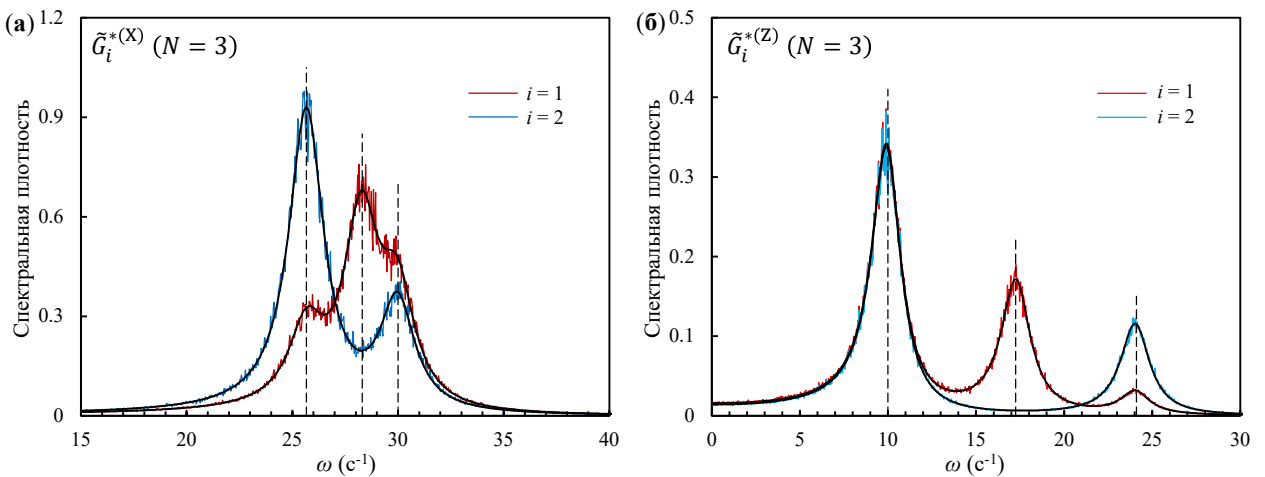 (а)
G̃ᵢ*⁽ˣ⁾ (N = 3)
i = 1
i = 2
Спектральная плотность
1.2
0.9
0.6
0.3
0
15 20 25 30 35 40
ω (с⁻¹)
(б)
G̃ᵢ*⁽ᶻ⁾ (N = 3)
i = 1
i = 2
Спектральная плотность
0.5
0.4
0.3
0.2
0.1
0
0 5 10 15 20 25 30
ω (с⁻¹)